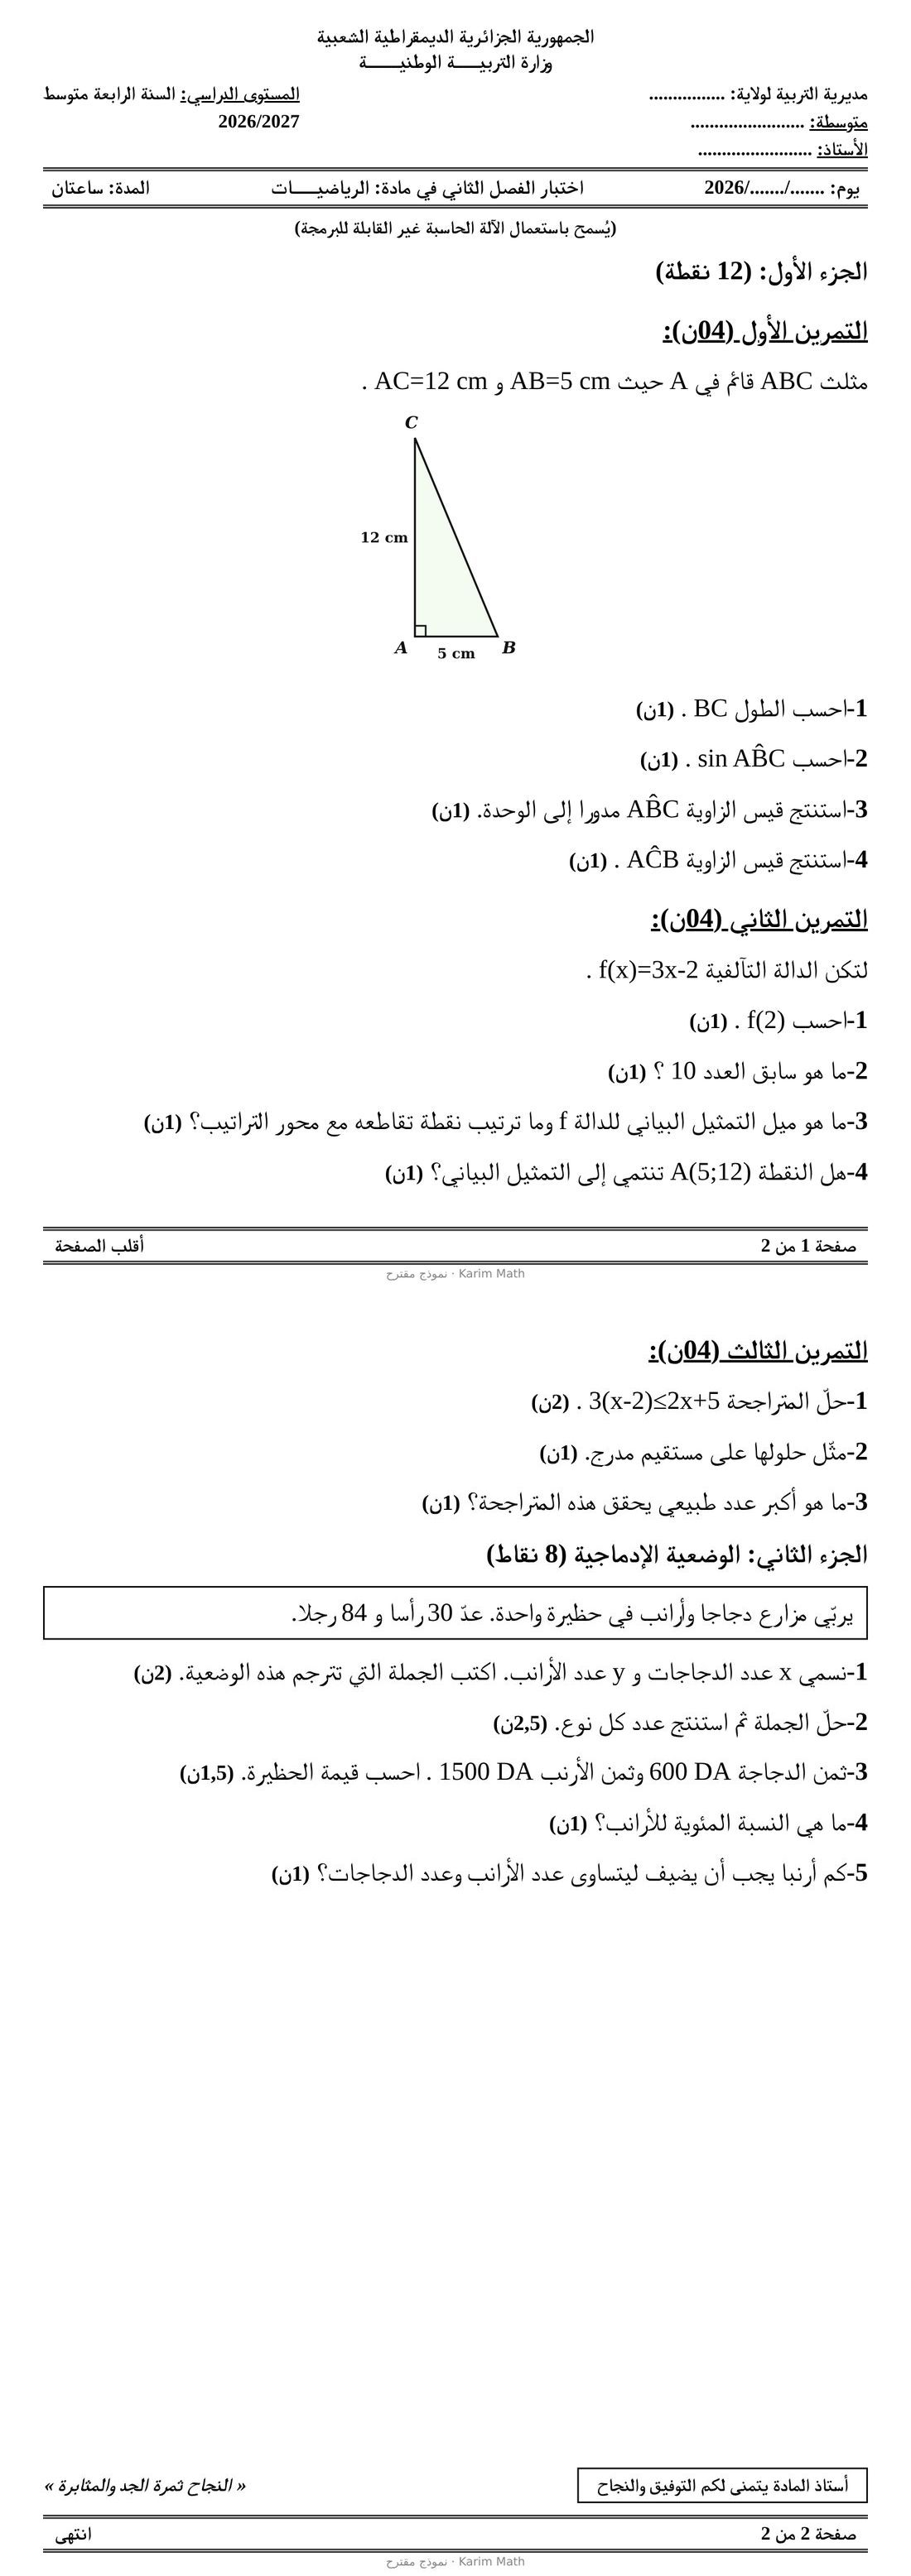 الجمهورية الجزائرية الديمقراطية الشعبية
وزارة التربيـــــة الوطنيــــــة
مديرية التربية لولاية: ................ المستوى الدراسي: السنة الرابعة متوسط
متوسطة: ........................ 2026/2027
الأستاذ: ........................
يوم: ......./......./2026 اختبار الفصل الثاني في مادة: الرياضيـــــات المدة: ساعتان
(يُسمح باستعمال الآلة الحاسبة غير القابلة للبرمجة)
الجزء الأول: (12 نقطة)
التمرين الأول (04ن):
مثلث ABC قائم في A حيث AB=5 cm و AC=12 cm .
C
12 cm
A
5 cm
B
1-احسب الطول BC . (1ن)
2-احسب sin AB̂C . (1ن)
3-استنتج قيس الزاوية AB̂C مدورا إلى الوحدة. (1ن)
4-استنتج قيس الزاوية AĈB . (1ن)
التمرين الثاني (04ن):
لتكن الدالة التآلفية f(x)=3x-2 .
1-احسب f(2) . (1ن)
2-ما هو سابق العدد 10 ؟ (1ن)
3-ما هو ميل التمثيل البياني للدالة f وما ترتيب نقطة تقاطعه مع محور التراتيب؟ (1ن)
4-هل النقطة A(5;12) تنتمي إلى التمثيل البياني؟ (1ن)
صفحة 1 من 2 أقلب الصفحة
Karim Math · نموذج مقترح
التمرين الثالث (04ن):
1-حلّ المتراجحة 3(x-2)≤2x+5 . (2ن)
2-مثّل حلولها على مستقيم مدرج. (1ن)
3-ما هو أكبر عدد طبيعي يحقق هذه المتراجحة؟ (1ن)
الجزء الثاني: الوضعية الإدماجية (8 نقاط)
يربّي مزارع دجاجا وأرانب في حظيرة واحدة. عدّ 30 رأسا و 84 رجلا.
1-نسمي x عدد الدجاجات و y عدد الأرانب. اكتب الجملة التي تترجم هذه الوضعية. (2ن)
2-حلّ الجملة ثم استنتج عدد كل نوع. (2,5ن)
3-ثمن الدجاجة 600 DA وثمن الأرنب 1500 DA . احسب قيمة الحظيرة. (1,5ن)
4-ما هي النسبة المئوية للأرانب؟ (1ن)
5-كم أرنبا يجب أن يضيف ليتساوى عدد الأرانب وعدد الدجاجات؟ (1ن)
أستاذ المادة يتمنى لكم التوفيق والنجاح « النجاح ثمرة الجد والمثابرة »
صفحة 2 من 2 انتهى
Karim Math · نموذج مقترح